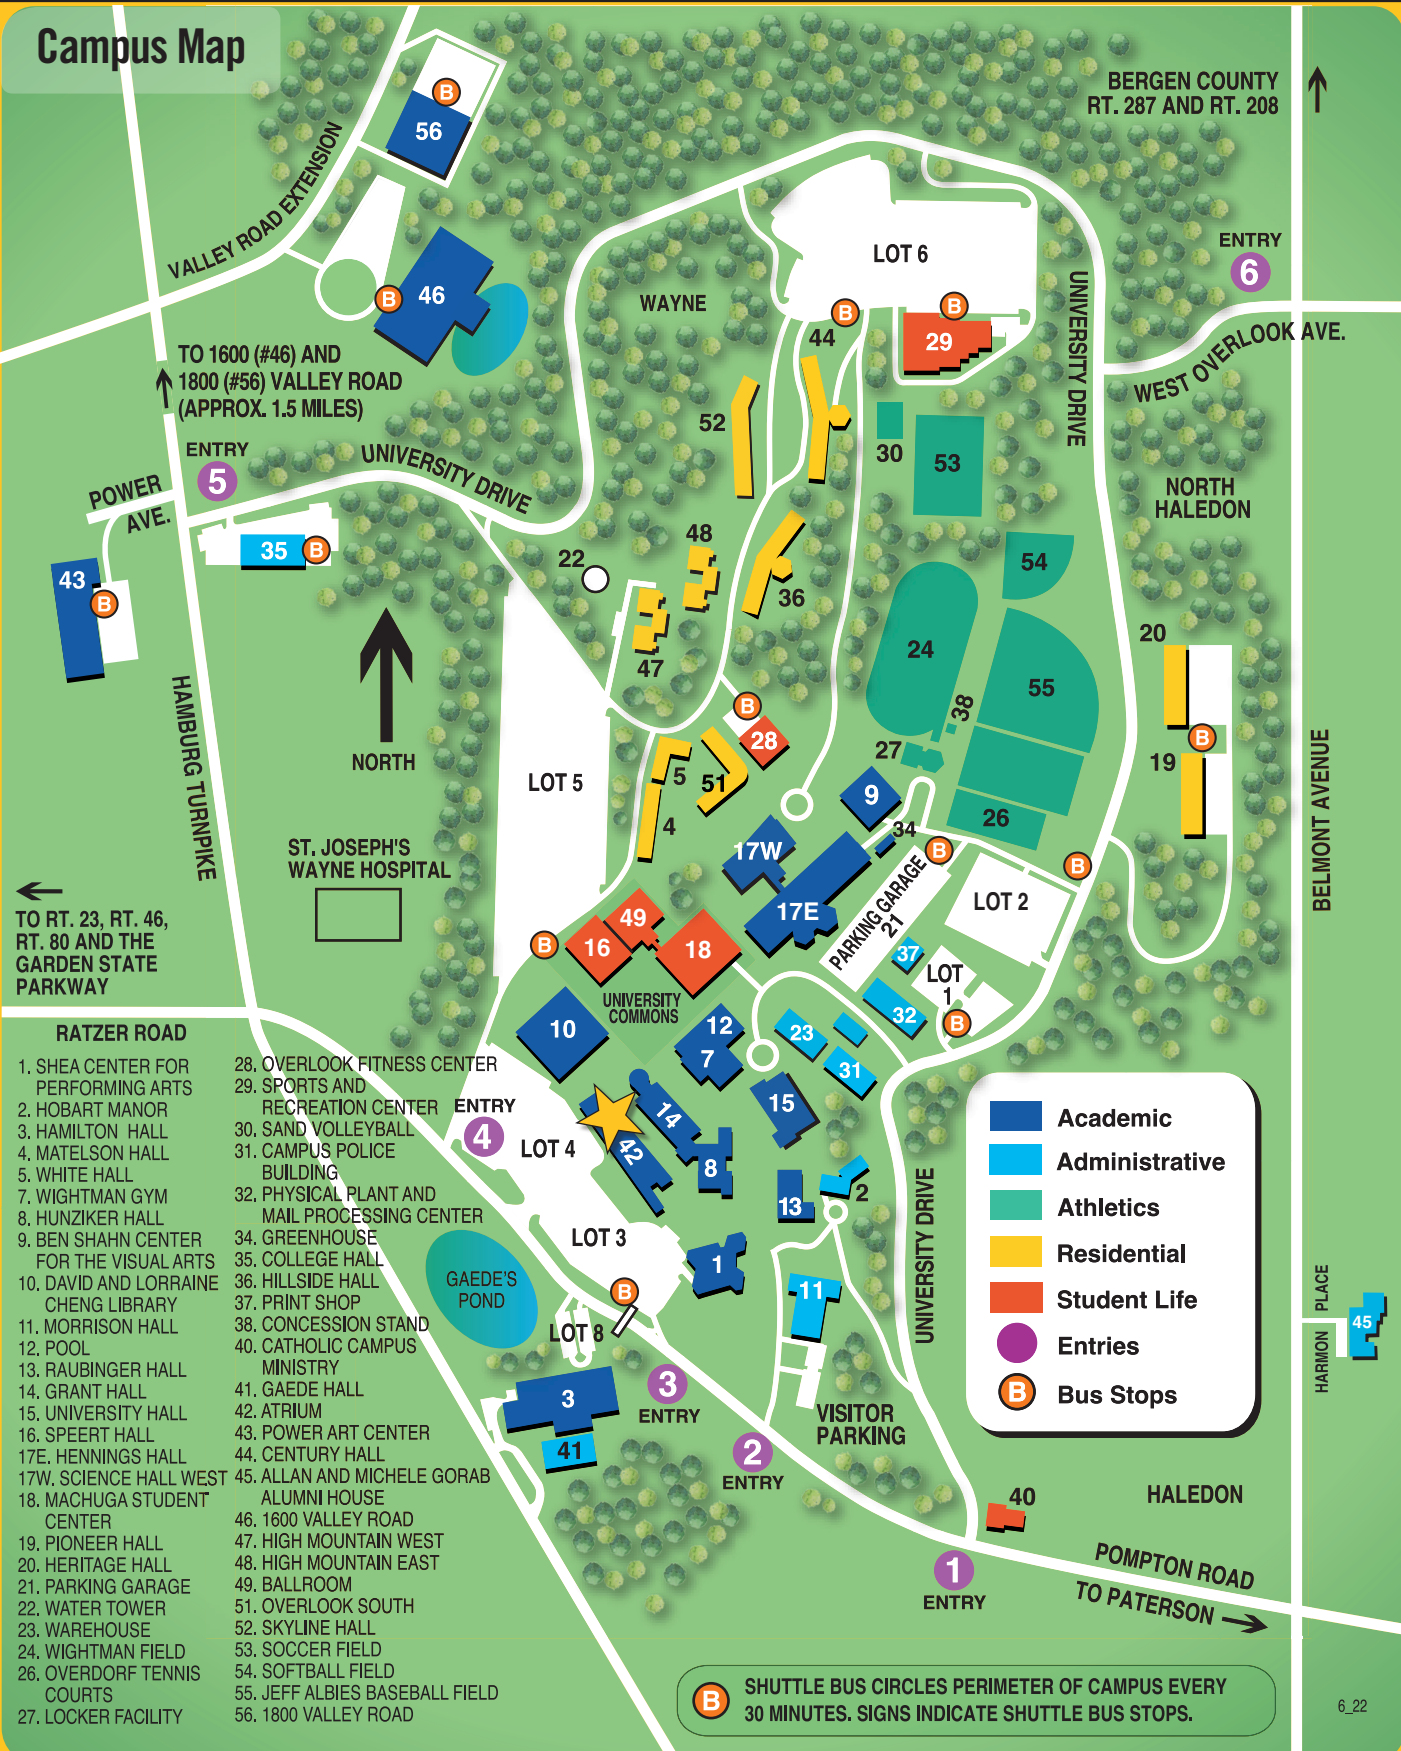 Campus Map
BERGEN COUNTY
RT. 287 AND RT. 208
B
56
VALLEY ROAD EXTENSION
LOT 6
ENTRY
6
B
46
WAYNE
UNIVERSITY DRIVE
B
B
44
29
WEST OVERLOOK AVE.
TO 1600 (#46) AND
1800 (#56) VALLEY ROAD
(APPROX. 1.5 MILES)
52
30
53
ENTRY
5
UNIVERSITY DRIVE
POWER
AVE.
NORTH
HALEDON
35
B
48
22
54
43
B
36
20
24
47
55
38
HAMBURG TURNPIKE
B
28
B
27
19
NORTH
LOT 5
5
51
9
BELMONT AVENUE
4
26
34
17W
B
B
ST. JOSEPH'S
WAYNE HOSPITAL
PARKING GARAGE
21
LOT 2
17E
49
B
16
18
37
TO RT. 23, RT. 46,
RT. 80 AND THE
GARDEN STATE
PARKWAY
LOT
1
UNIVERSITY
COMMONS
32
B
10
12
7
23
31
RATZER ROAD
ENTRY
4
LOT 4
14
42
15
8
13
2
UNIVERSITY DRIVE
LOT 3
1
GAEDE'S
POND
B
11
LOT 8
3
3
ENTRY
41
2
ENTRY
VISITOR
PARKING
HARMON PLACE
45
40
HALEDON
1
ENTRY
POMPTON ROAD
TO PATERSON
1. SHEA CENTER FOR
PERFORMING ARTS
2. HOBART MANOR
3. HAMILTON HALL
4. MATELSON HALL
5. WHITE HALL
7. WIGHTMAN GYM
8. HUNZIKER HALL
9. BEN SHAHN CENTER
FOR THE VISUAL ARTS
10. DAVID AND LORRAINE
CHENG LIBRARY
11. MORRISON HALL
12. POOL
13. RAUBINGER HALL
14. GRANT HALL
15. UNIVERSITY HALL
16. SPEERT HALL
17E. HENNINGS HALL
17W. SCIENCE HALL WEST
18. MACHUGA STUDENT
CENTER
19. PIONEER HALL
20. HERITAGE HALL
21. PARKING GARAGE
22. WATER TOWER
23. WAREHOUSE
24. WIGHTMAN FIELD
26. OVERDORF TENNIS
COURTS
27. LOCKER FACILITY
28. OVERLOOK FITNESS CENTER
29. SPORTS AND
RECREATION CENTER
30. SAND VOLLEYBALL
31. CAMPUS POLICE
BUILDING
32. PHYSICAL PLANT AND
MAIL PROCESSING CENTER
34. GREENHOUSE
35. COLLEGE HALL
36. HILLSIDE HALL
37. PRINT SHOP
38. CONCESSION STAND
40. CATHOLIC CAMPUS
MINISTRY
41. GAEDE HALL
42. ATRIUM
43. POWER ART CENTER
44. CENTURY HALL
45. ALLAN AND MICHELE GORAB
ALUMNI HOUSE
46. 1600 VALLEY ROAD
47. HIGH MOUNTAIN WEST
48. HIGH MOUNTAIN EAST
49. BALLROOM
51. OVERLOOK SOUTH
52. SKYLINE HALL
53. SOCCER FIELD
54. SOFTBALL FIELD
55. JEFF ALBIES BASEBALL FIELD
56. 1800 VALLEY ROAD
Academic
Administrative
Athletics
Residential
Student Life
Entries
B Bus Stops
B SHUTTLE BUS CIRCLES PERIMETER OF CAMPUS EVERY
30 MINUTES. SIGNS INDICATE SHUTTLE BUS STOPS.
6_22